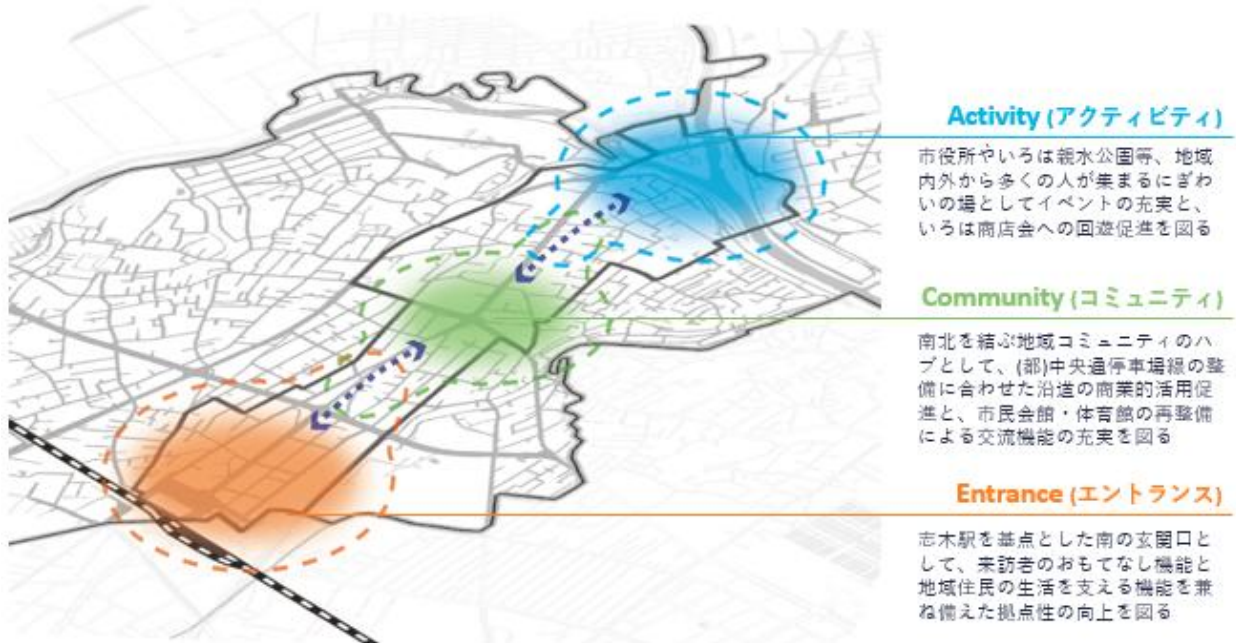 Activity (アクティビティ)
市役所やいろは親水公園等、地域
内外から多くの人が集まるにぎわ
いの場としてイベントの充実と、
いろは商店会への回遊促進を図る
Community (コミュニティ)
南北を結ぶ地域コミュニティのハ
ブとして、(都)中央通停車場線の整
備に合わせた沿道の商業的活用促
進と、市民会館・体育館の再整備
による交流機能の充実を図る
Entrance (エントランス)
志木駅を基点とした南の玄関口と
して、来訪者のおもてなし機能と
地域住民の生活を支える機能を兼
ね備えた拠点性の向上を図る